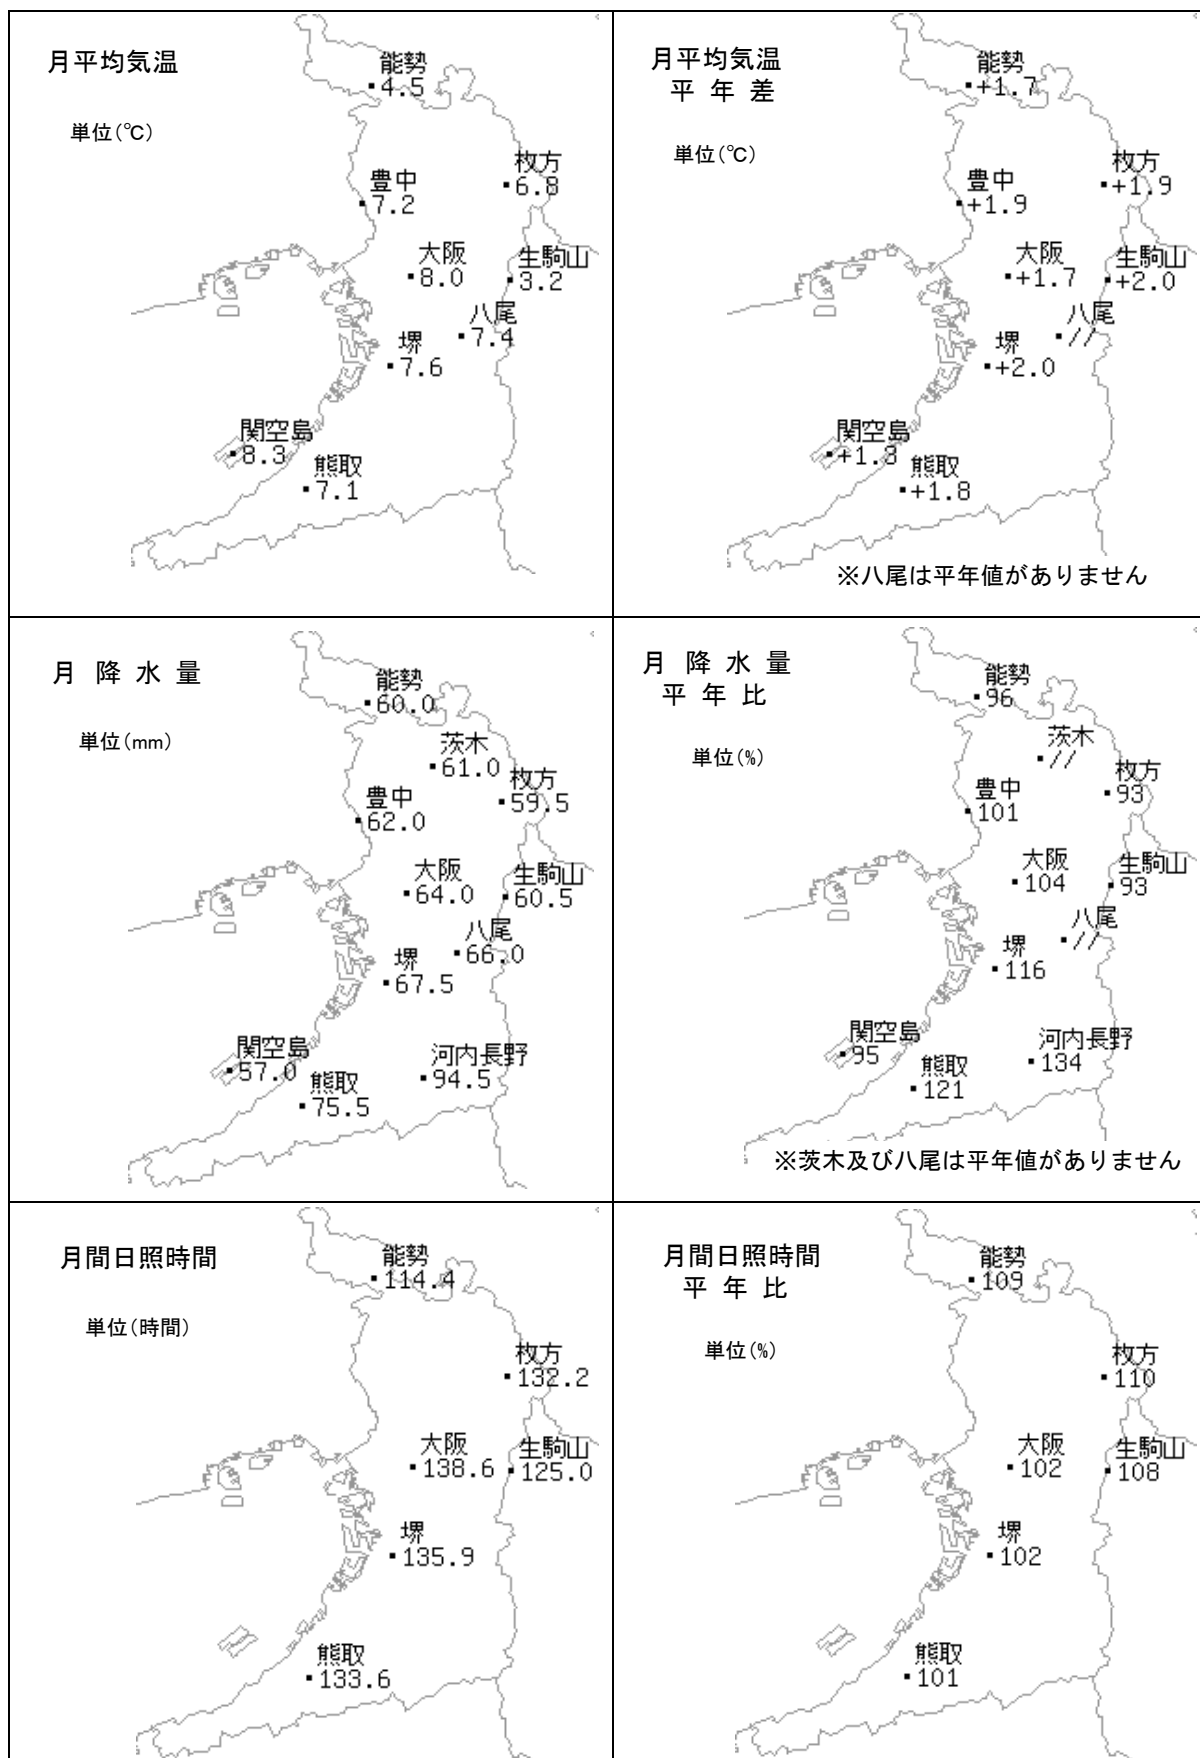 月平均気温
単位(℃)
能勢
4.5
枚方
6.8
豊中
7.2
大阪
8.0
生駒山
3.2
八尾
7.4
堺
7.6
関空島
8.3
熊取
7.1
月平均気温
平年差
単位(℃)
能勢
+1.7
枚方
+1.9
豊中
+1.9
大阪
+1.7
生駒山
+2.0
八尾
//
堺
+2.0
関空島
+1.8
熊取
+1.8
※八尾は平年値がありません
月降水量
単位(mm)
能勢
60.0
茨木
61.0
枚方
59.5
豊中
62.0
大阪
64.0
生駒山
60.5
八尾
66.0
堺
67.5
関空島
57.0
河内長野
94.5
熊取
75.5
月降水量
平年比
単位(%)
能勢
96
茨木
//
枚方
93
豊中
101
大阪
104
生駒山
93
八尾
//
堺
116
関空島
95
河内長野
134
熊取
121
※茨木及び八尾は平年値がありません
月間日照時間
単位(時間)
能勢
114.4
枚方
132.2
大阪
138.6
生駒山
125.0
堺
135.9
熊取
133.6
月間日照時間
平年比
単位(%)
能勢
109
枚方
110
大阪
102
生駒山
108
堺
102
熊取
101